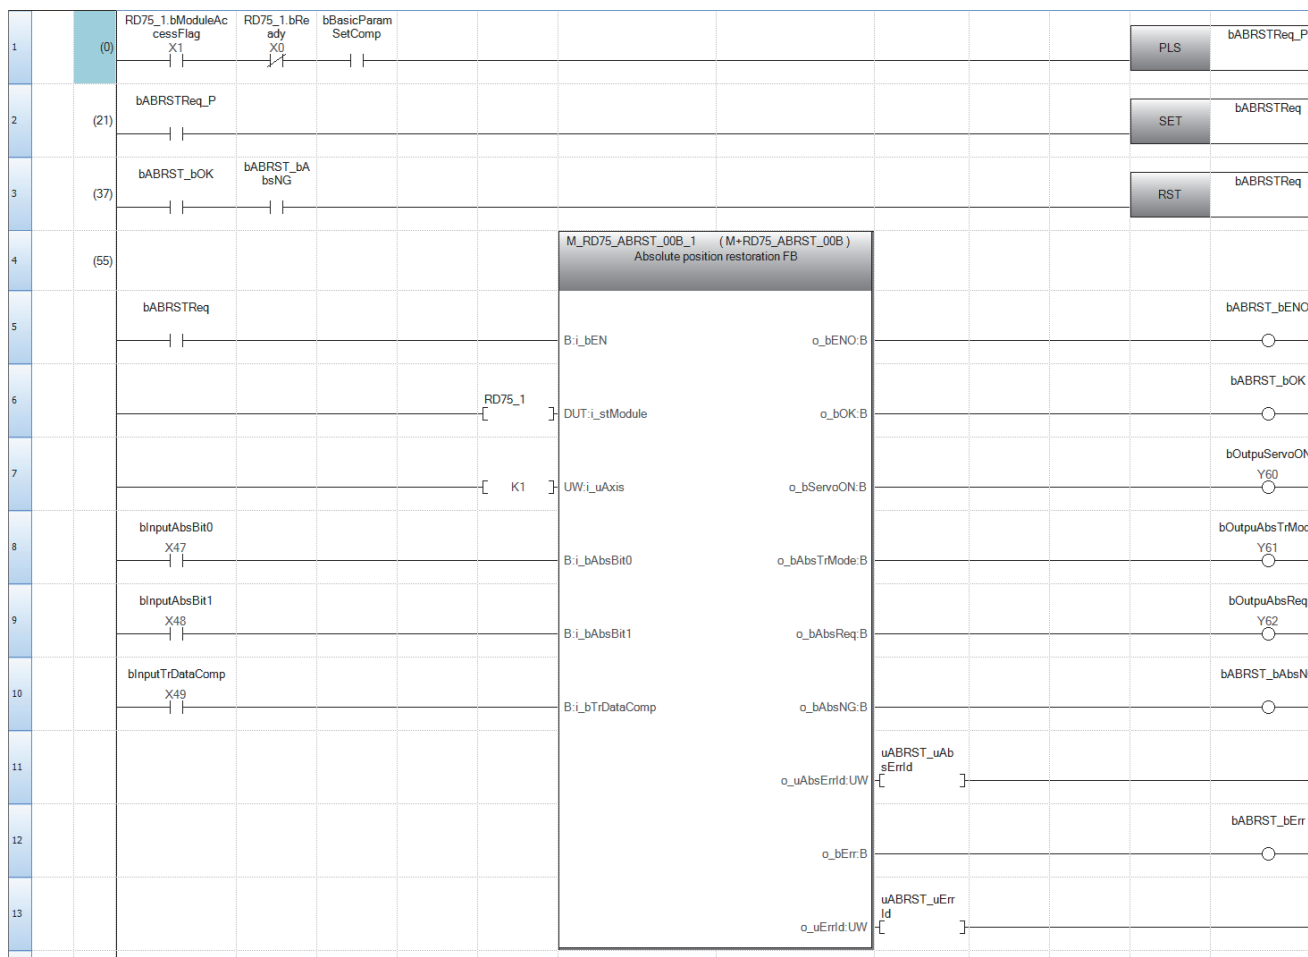 RD75_1.bModuleAc RD75_1.bRe bBasicParam
cessFlag ady SetComp
X1 X0
1 (0) PLS bABRSTReq_P
bABRSTReq_P
2 (21) SET bABRSTReq
bABRST_bOK bABRST_bA
bsNG
3 (37) RST bABRSTReq
M_RD75_ABRST_00B_1 (M+RD75_ABRST_00B)
Absolute position restoration FB
4 (55)
bABRSTReq bABRST_bENO
5 B:i_bEN o_bENO:B
RD75_1 bABRST_bOK
6 DUT:i_stModule o_bOK:B
bOutpuServoON
Y60
7 K1 UW:i_uAxis o_bServoON:B
bInputAbsBit0 bOutpuAbsTrMod
X47 Y61
8 B:i_bAbsBit0 o_bAbsTrMode:B
bInputAbsBit1 bOutpuAbsReq
X48 Y62
9 B:i_bAbsBit1 o_bAbsReq:B
bInputTrDataComp bABRST_bAbsN
X49
10 B:i_bTrDataComp o_bAbsNG:B
uABRST_uAb
sErrId
11 o_uAbsErrId:UW
bABRST_bErr
12 o_bErr:B
uABRST_uErr
Id
13 o_uErrId:UW